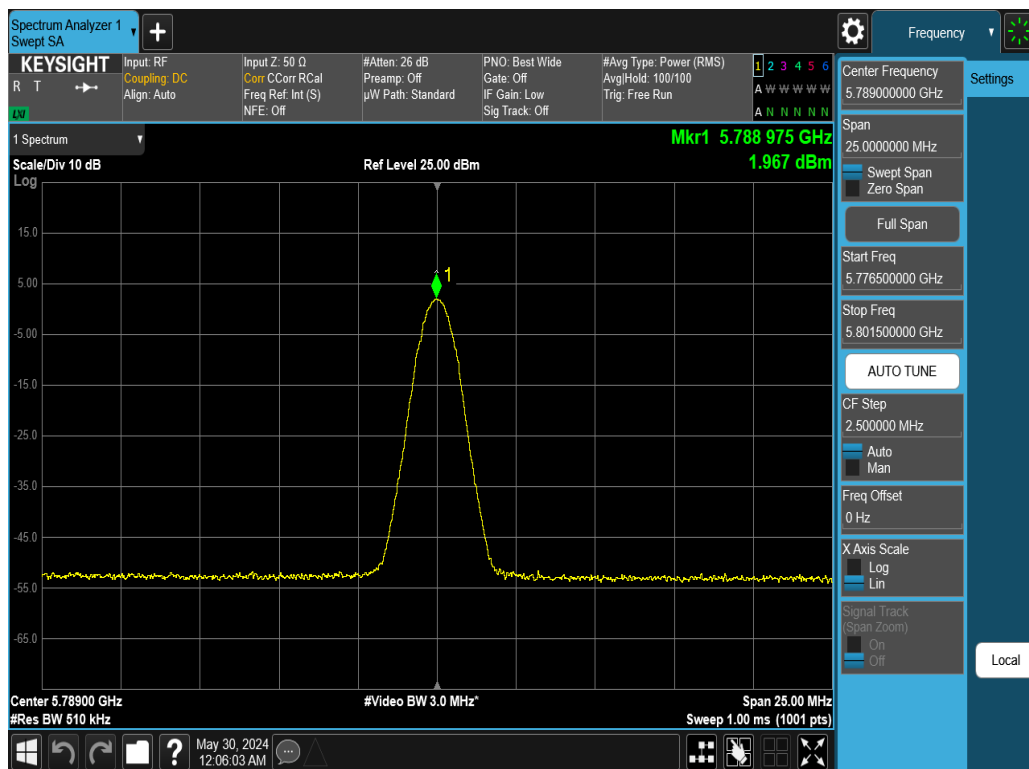 Spectrum Analyzer 1
Swept SA
+
Frequency
KEYSIGHT
R T
LXI
Input: RF
Coupling: DC
Align: Auto
Input Z: 50 Ω
Corr CCorr RCal
Freq Ref: Int (S)
NFE: Off
#Atten: 26 dB
Preamp: Off
µW Path: Standard
PNO: Best Wide
Gate: Off
IF Gain: Low
Sig Track: Off
#Avg Type: Power (RMS)
Avg|Hold: 100/100
Trig: Free Run
1 2 3 4 5 6
A W W W W W
A N N N N N
1 Spectrum
Scale/Div 10 dB
Log
Ref Level 25.00 dBm
Mkr1 5.788 975 GHz
1.967 dBm
15.0
5.00
-5.00
-15.0
-25.0
-35.0
-45.0
-55.0
-65.0
1
Center 5.78900 GHz
#Res BW 510 kHz
#Video BW 3.0 MHz*
Span 25.00 MHz
Sweep 1.00 ms (1001 pts)
Center Frequency
5.789000000 GHz
Span
25.0000000 MHz
Swept Span
Zero Span
Full Span
Start Freq
5.776500000 GHz
Stop Freq
5.801500000 GHz
AUTO TUNE
CF Step
2.500000 MHz
Auto
Man
Freq Offset
0 Hz
X Axis Scale
Log
Lin
Signal Track
(Span Zoom)
On
Off
Settings
Local
?
May 30, 2024
12:06:03 AM